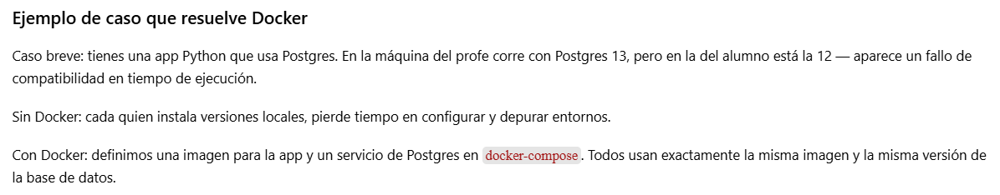 Ejemplo de caso que resuelve Docker
Caso breve: tienes una app Python que usa Postgres. En la máquina del profe corre con Postgres 13, pero en la del alumno está la 12 — aparece un fallo de
compatibilidad en tiempo de ejecución.
Sin Docker: cada quien instala versiones locales, pierde tiempo en configurar y depurar entornos.
Con Docker: definimos una imagen para la app y un servicio de Postgres en docker-compose. Todos usan exactamente la misma imagen y la misma versión de
la base de datos.